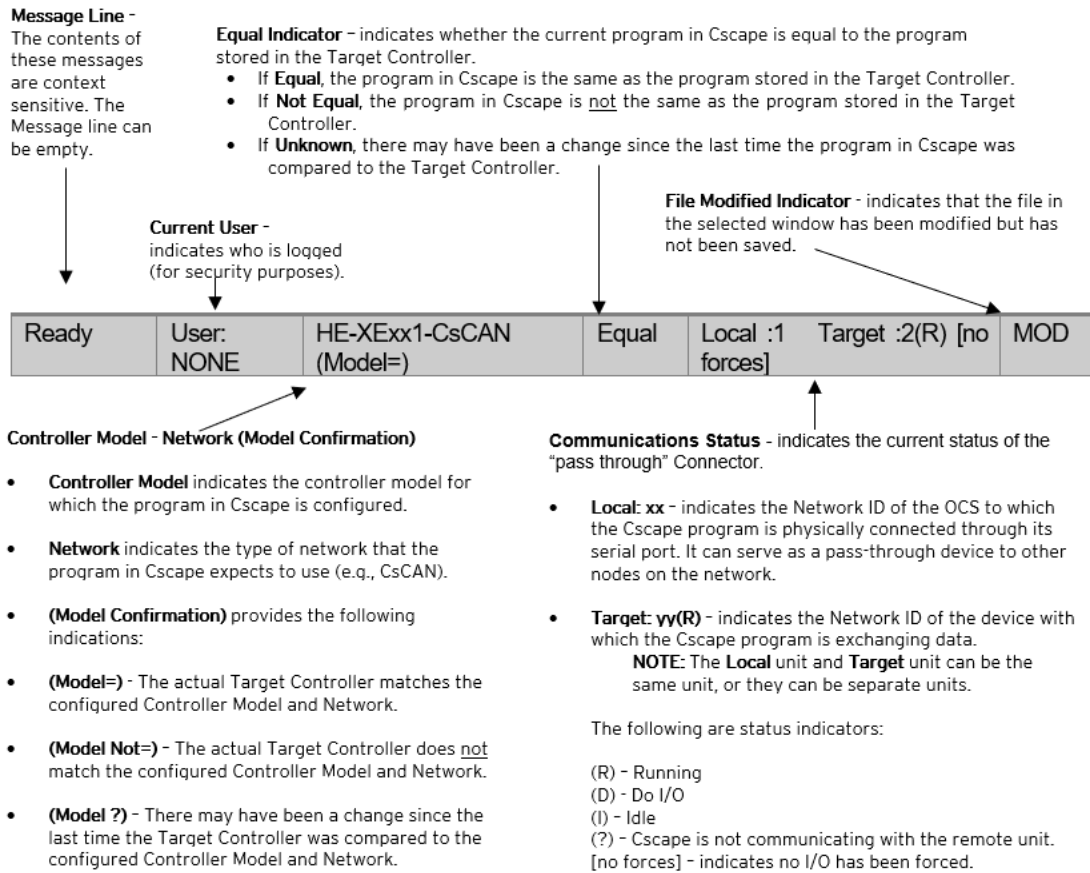 Message Line -
The contents of
these messages
are context
sensitive. The
Message line can
be empty.
Equal Indicator – indicates whether the current program in Cscape is equal to the program
stored in the Target Controller.
• If Equal, the program in Cscape is the same as the program stored in the Target Controller.
• If Not Equal, the program in Cscape is not the same as the program stored in the Target
Controller.
• If Unknown, there may have been a change since the last time the program in Cscape was
compared to the Target Controller.
File Modified Indicator - indicates that the file in
the selected window has been modified but has
not been saved.
Current User -
indicates who is logged
(for security purposes).
Ready
User:
NONE
HE-XExx1-CsCAN
(Model=)
Equal
Local :1 Target :2(R) [no
forces]
MOD
Controller Model - Network (Model Confirmation)
• Controller Model indicates the controller model for
which the program in Cscape is configured.
• Network indicates the type of network that the
program in Cscape expects to use (e.g., CsCAN).
• (Model Confirmation) provides the following
indications:
• (Model=) - The actual Target Controller matches the
configured Controller Model and Network.
• (Model Not=) – The actual Target Controller does not
match the configured Controller Model and Network.
• (Model ?) – There may have been a change since the
last time the Target Controller was compared to the
configured Controller Model and Network.
Communications Status - indicates the current status of the
“pass through” Connector.
• Local: xx – indicates the Network ID of the OCS to which
the Cscape program is physically connected through its
serial port. It can serve as a pass-through device to other
nodes on the network.
• Target: yy(R) – indicates the Network ID of the device with
which the Cscape program is exchanging data.
NOTE: The Local unit and Target unit can be the
same unit, or they can be separate units.
The following are status indicators:
(R) – Running
(D) - Do I/O
(I) – Idle
(?) – Cscape is not communicating with the remote unit.
[no forces] – indicates no I/O has been forced.